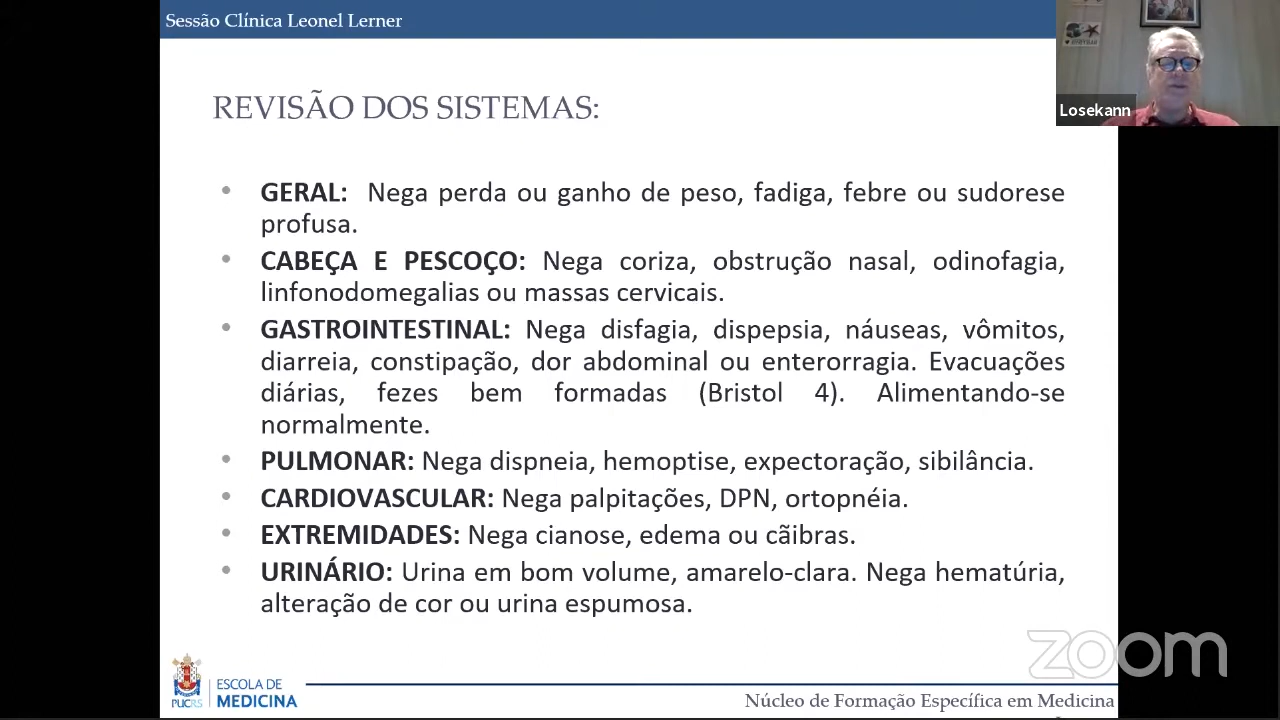 Sessão Clínica Leonel Lerner
Losekann
REVISÃO DOS SISTEMAS:
• GERAL: Nega perda ou ganho de peso, fadiga, febre ou sudorese
profusa.
• CABEÇA E PESCOÇO: Nega coriza, obstrução nasal, odinofagia,
linfonodomegalias ou massas cervicais.
• GASTROINTESTINAL: Nega disfagia, dispepsia, náuseas, vômitos,
diarreia, constipação, dor abdominal ou enterorragia. Evacuações
diárias, fezes bem formadas (Bristol 4). Alimentando-se
normalmente.
• PULMONAR: Nega dispneia, hemoptise, expectoração, sibilância.
• CARDIOVASCULAR: Nega palpitações, DPN, ortopnéia.
• EXTREMIDADES: Nega cianose, edema ou cãibras.
• URINÁRIO: Urina em bom volume, amarelo-clara. Nega hematúria,
alteração de cor ou urina espumosa.
zoom
PUCRS
ESCOLA DE
MEDICINA
Núcleo de Formação Específica em Medicina